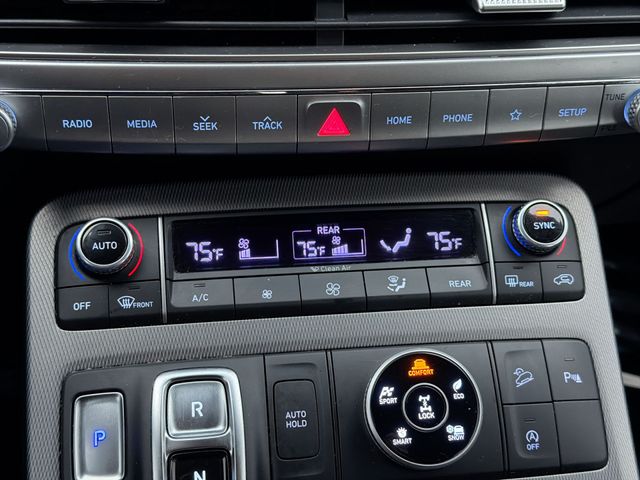 RADIO MEDIA SEEK TRACK HOME PHONE SETUP TUNE
FILE
AUTO 75°F REAR 75°F 75°F SYNC
Clean Air
OFF FRONT A/C REAR REAR
COMFORT
SPORT ECO
LOCK
SMART SNOW
P R AUTO
HOLD
N
P
OFF